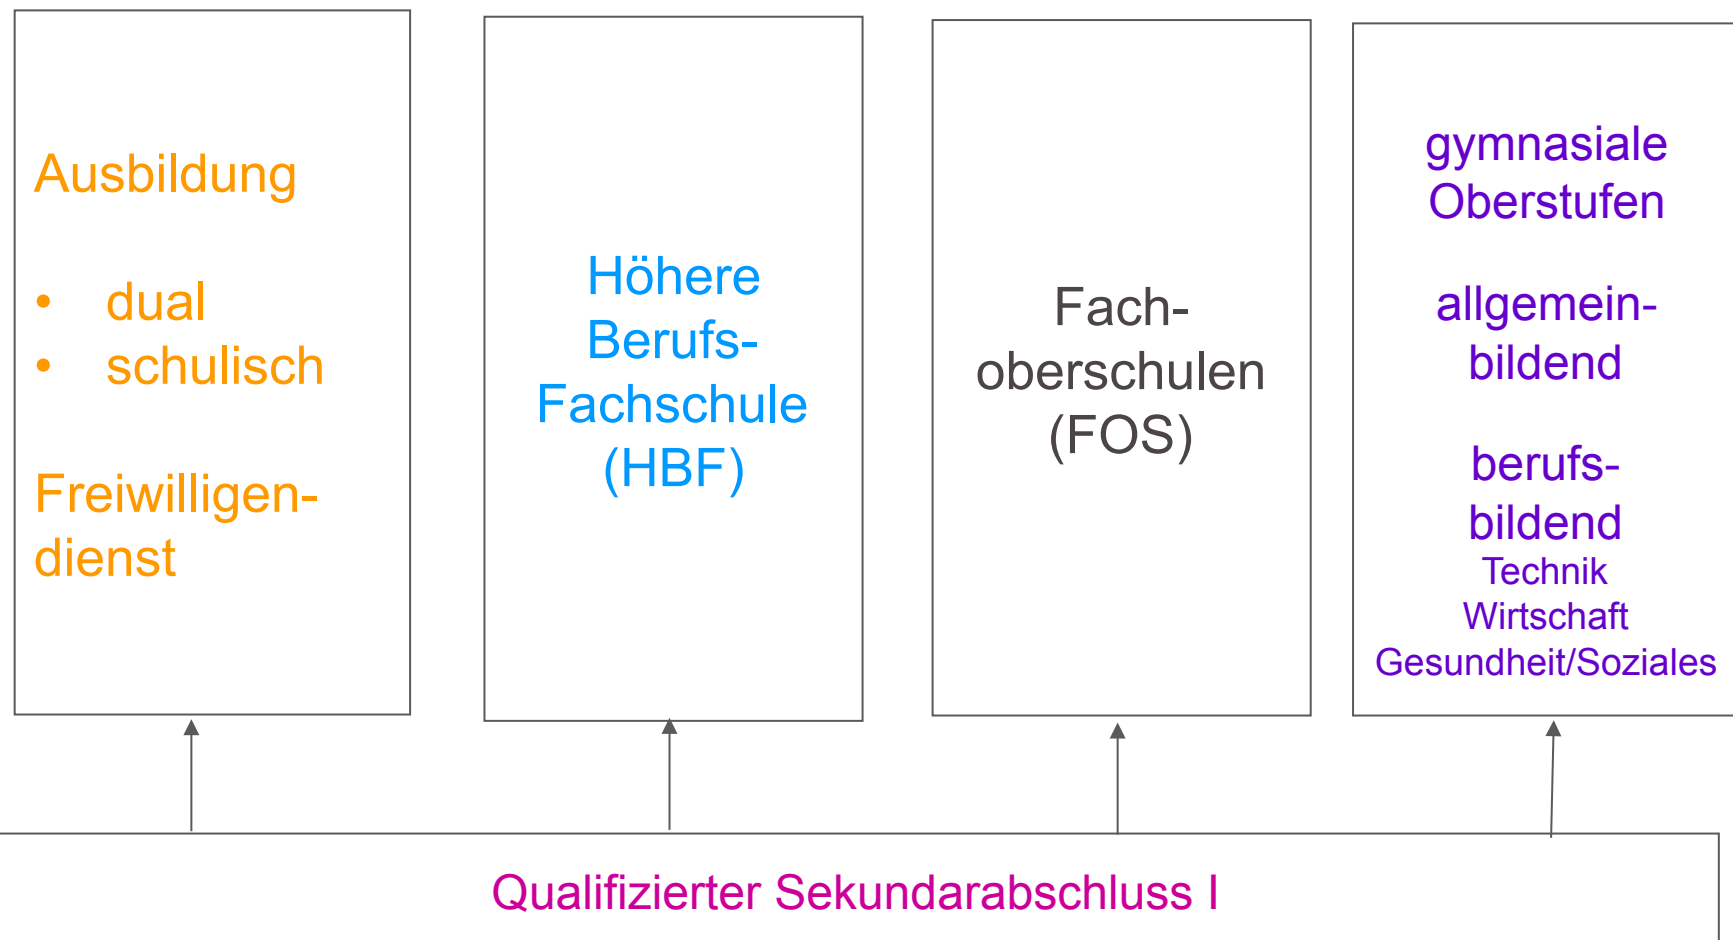 Ausbildung
• dual
• schulisch
Freiwilligen-
dienst
Höhere
Berufs-
Fachschule
(HBF)
Fach-
oberschulen
(FOS)
gymnasiale
Oberstufen
allgemein-
bildend
berufs-
bildend
Technik
Wirtschaft
Gesundheit/Soziales
Qualifizierter Sekundarabschluss I